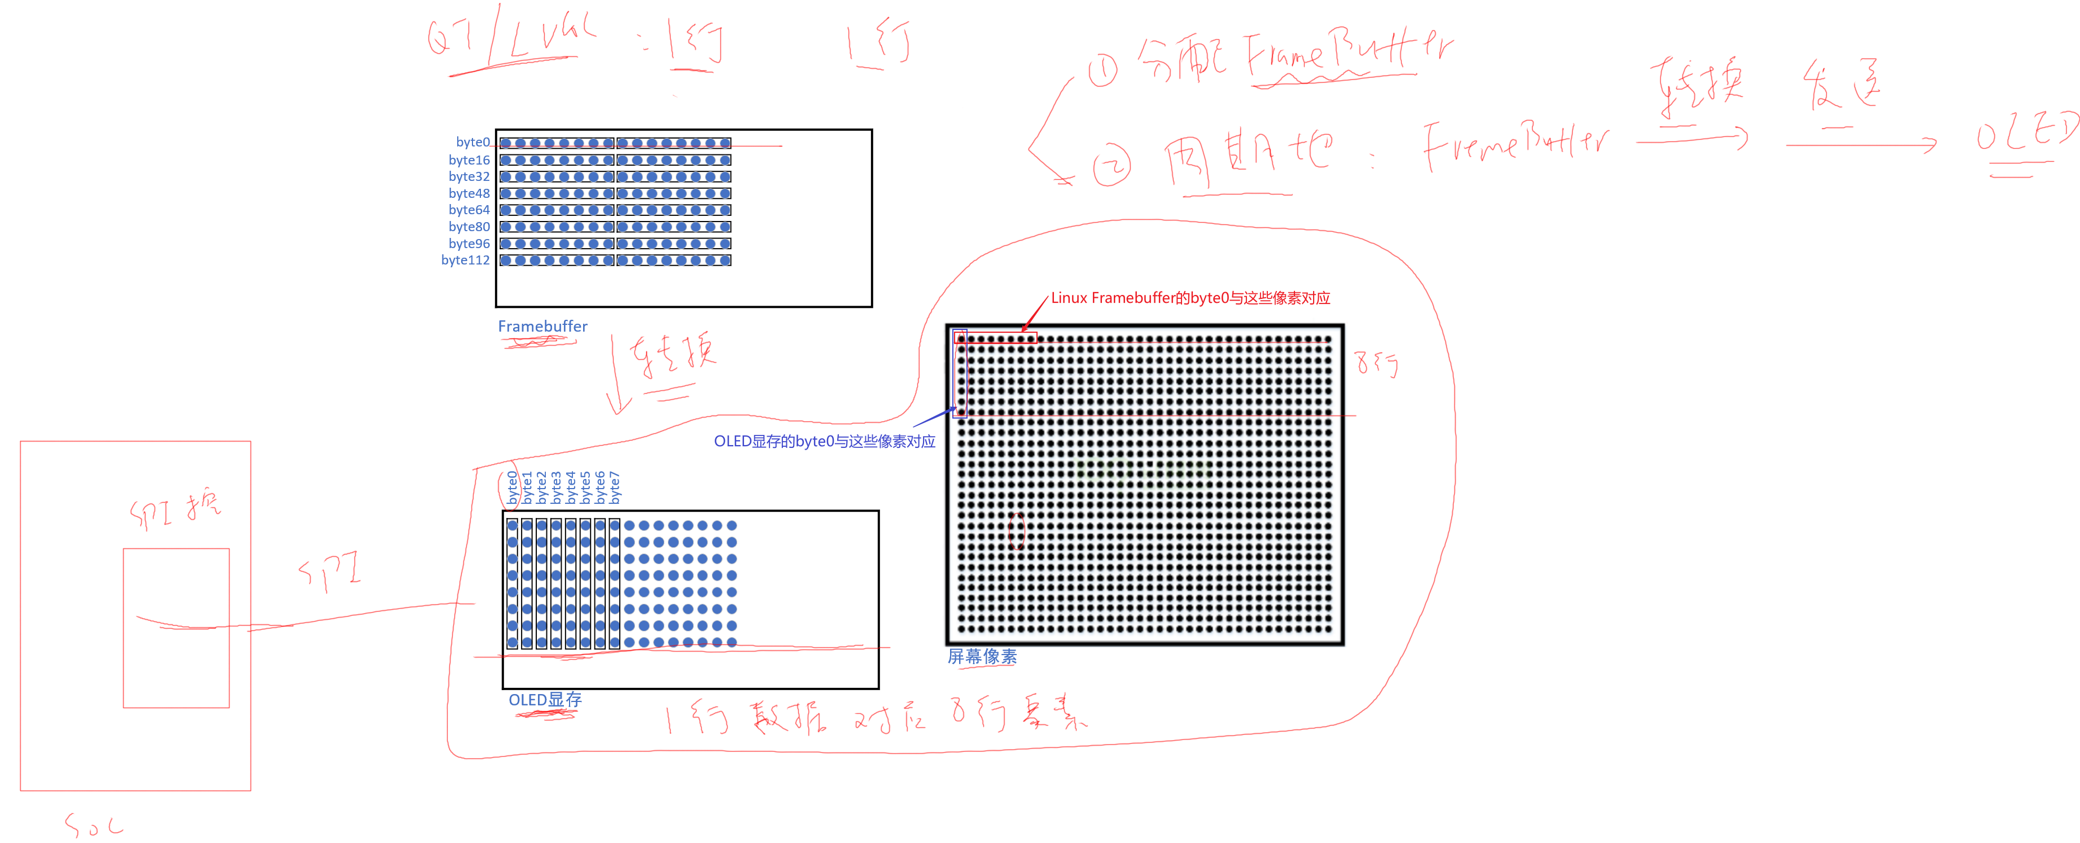 QT/LVGL : 1行 1行
① 分配 FrameBuffer
② 周期地 : FremeButter 转换 发送 OLED
byte0
byte16
byte32
byte48
byte64
byte80
byte96
byte112
Framebuffer
转换
Linux Framebuffer的byte0与这些像素对应
8行
OLED显存的byte0与这些像素对应
byte0
byte1
byte2
byte3
byte4
byte5
byte6
byte7
SPI控
SPI
屏幕像素
OLED显存
1行数据对应8行像素
SOC